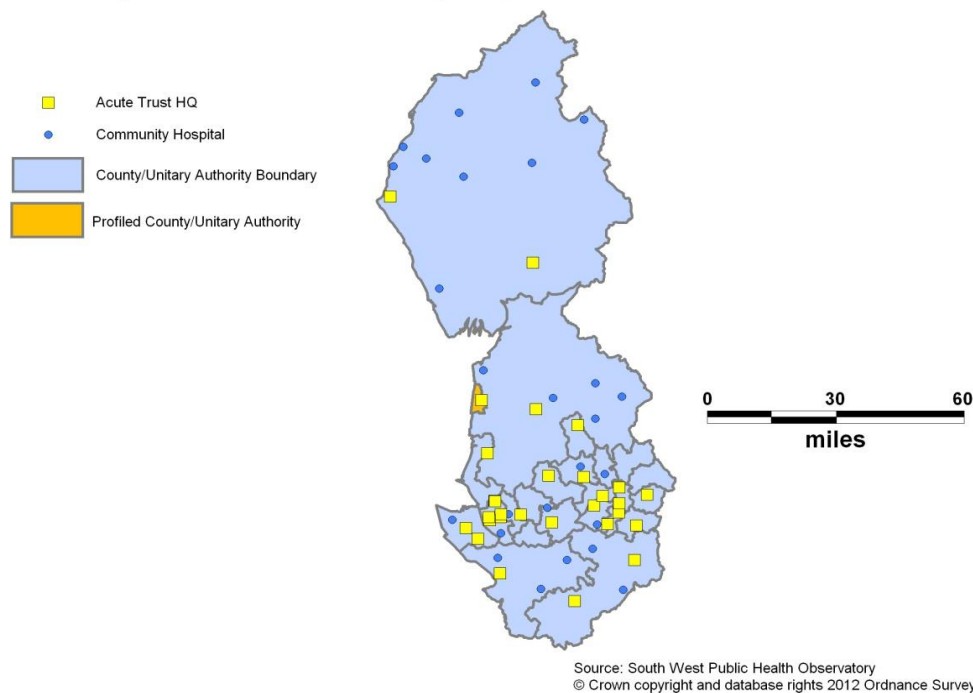 Acute Trust HQ
Community Hospital
County/Unitary Authority Boundary
Profiled County/Unitary Authority
0 30 60
miles
Source: South West Public Health Observatory
© Crown copyright and database rights 2012 Ordnance Survey